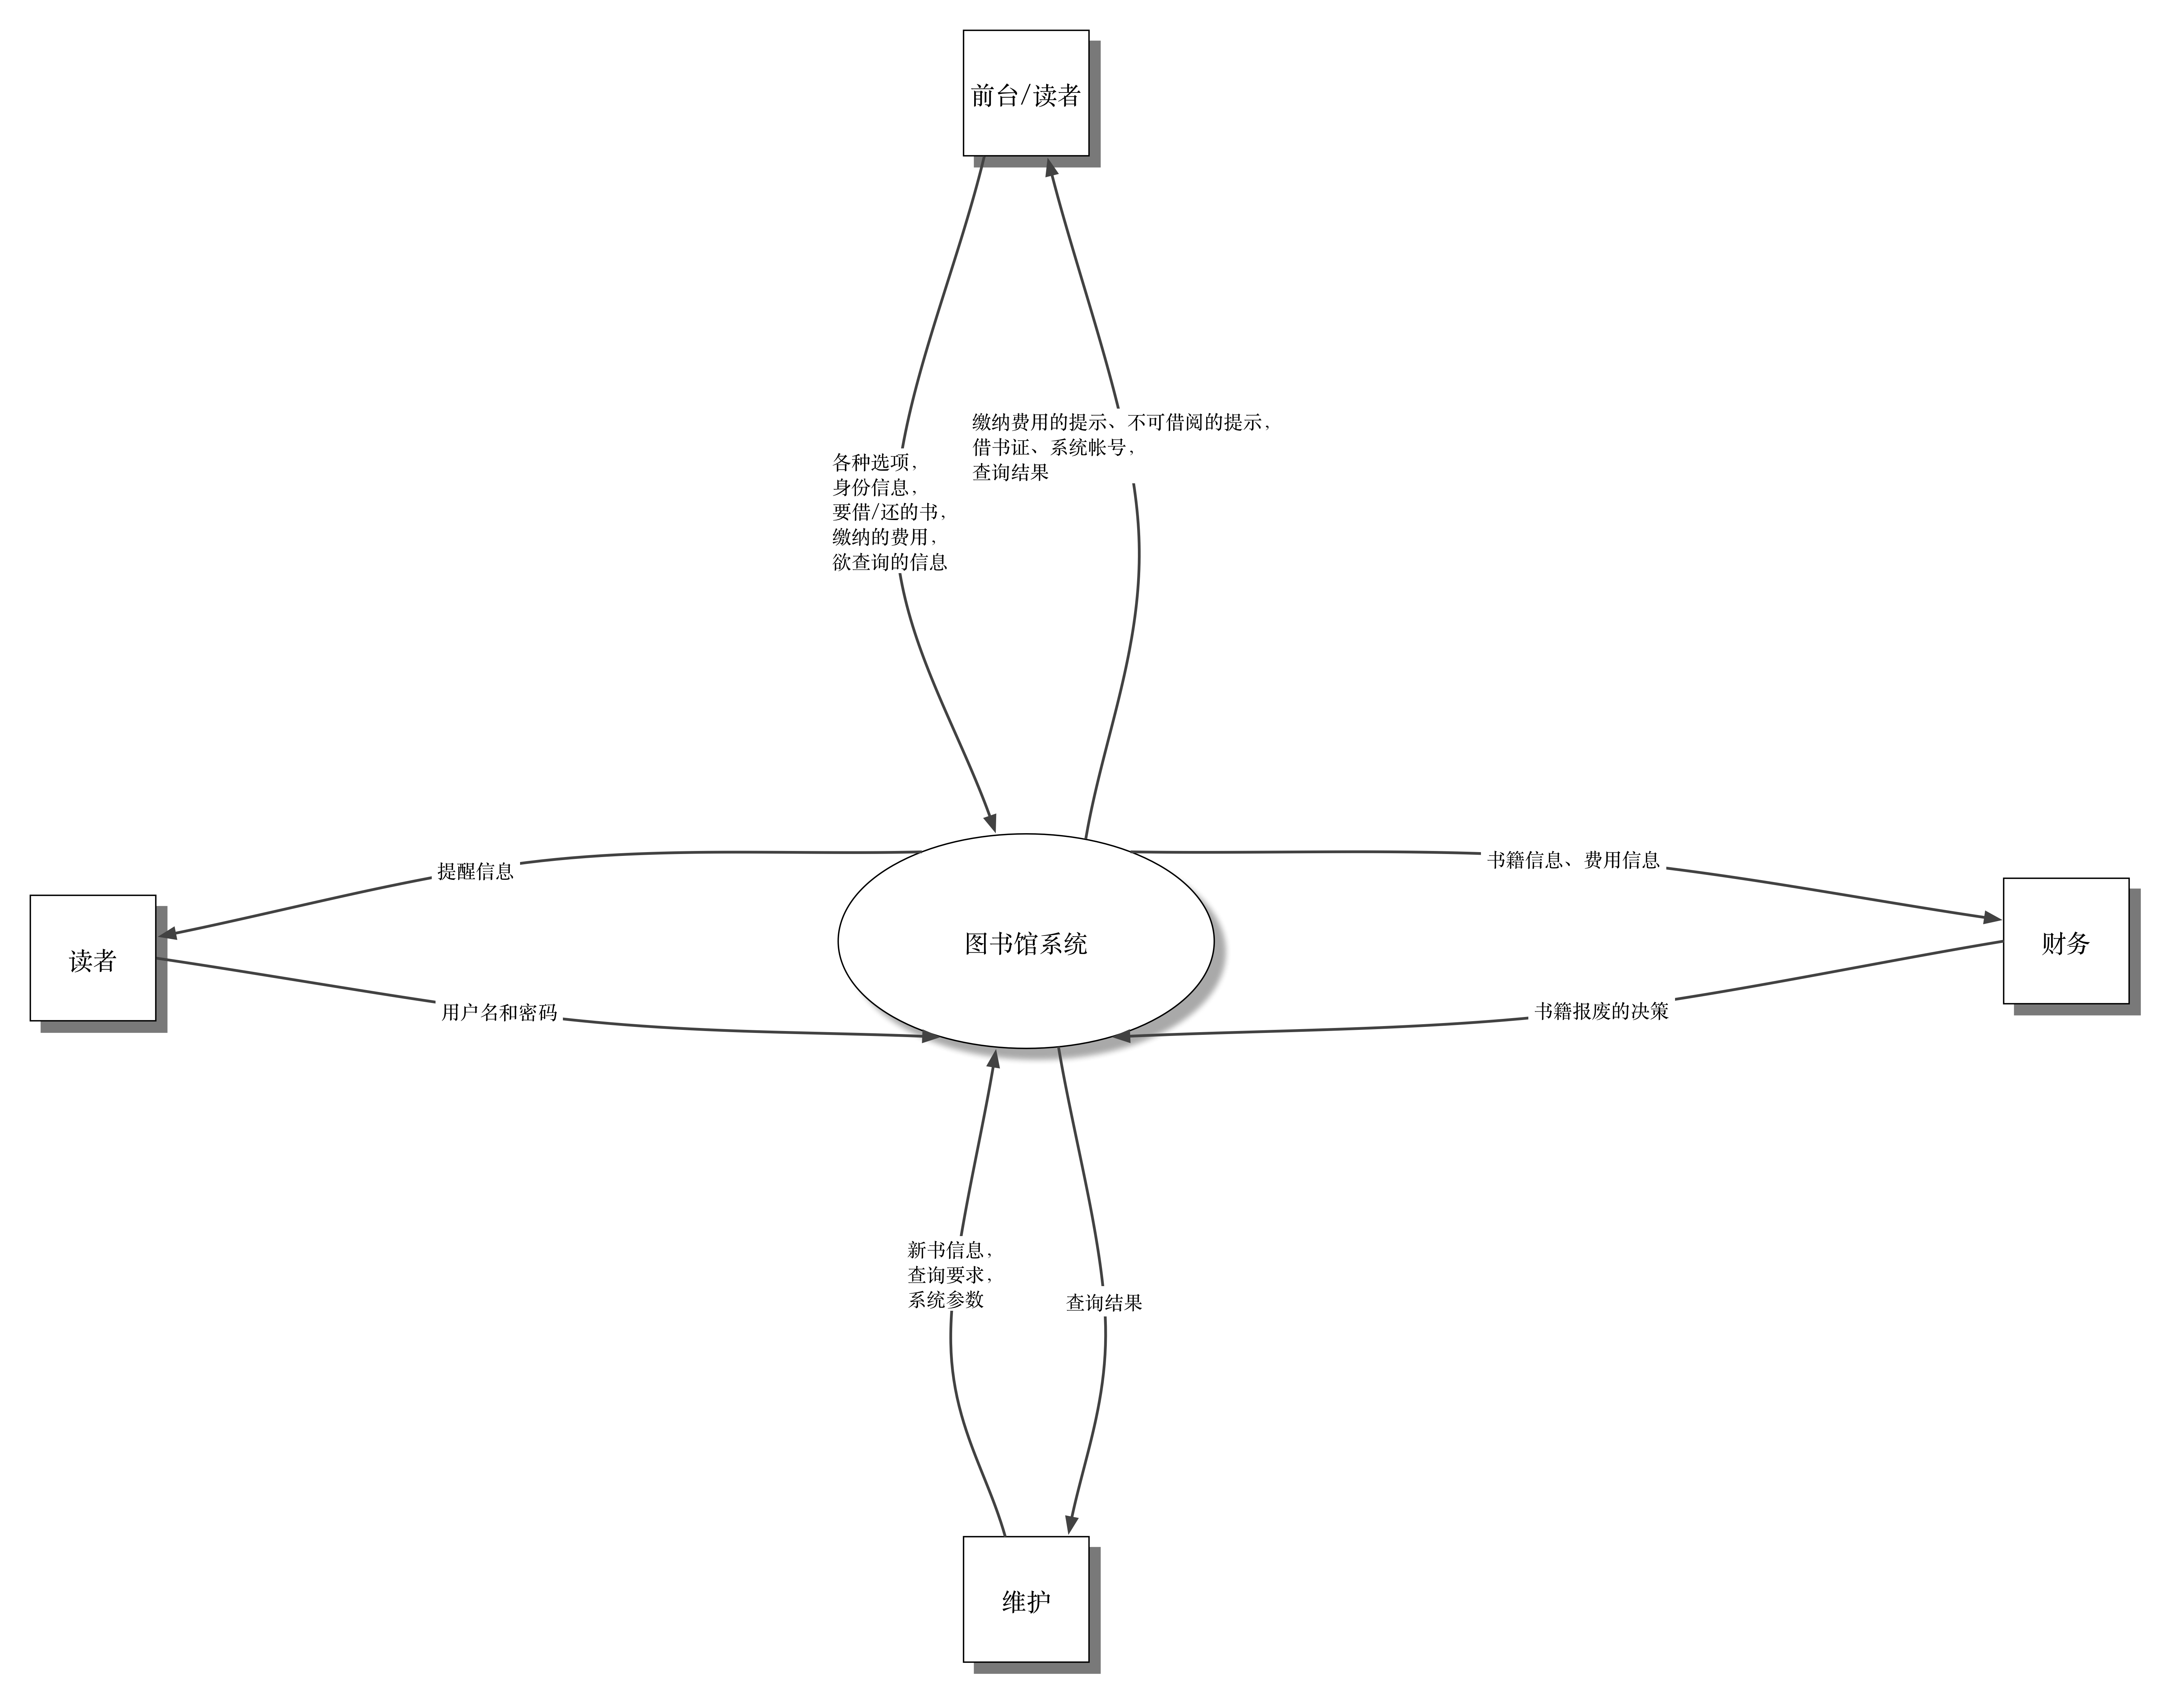 前台/读者
缴纳费用的提示、不可借阅的提示，
借书证、系统帐号，
查询结果
各种选项，
身份信息，
要借/还的书，
缴纳的费用，
欲查询的信息
提醒信息
书籍信息、费用信息
读者
图书馆系统
财务
用户名和密码
书籍报废的决策
新书信息，
查询要求，
系统参数
查询结果
维护